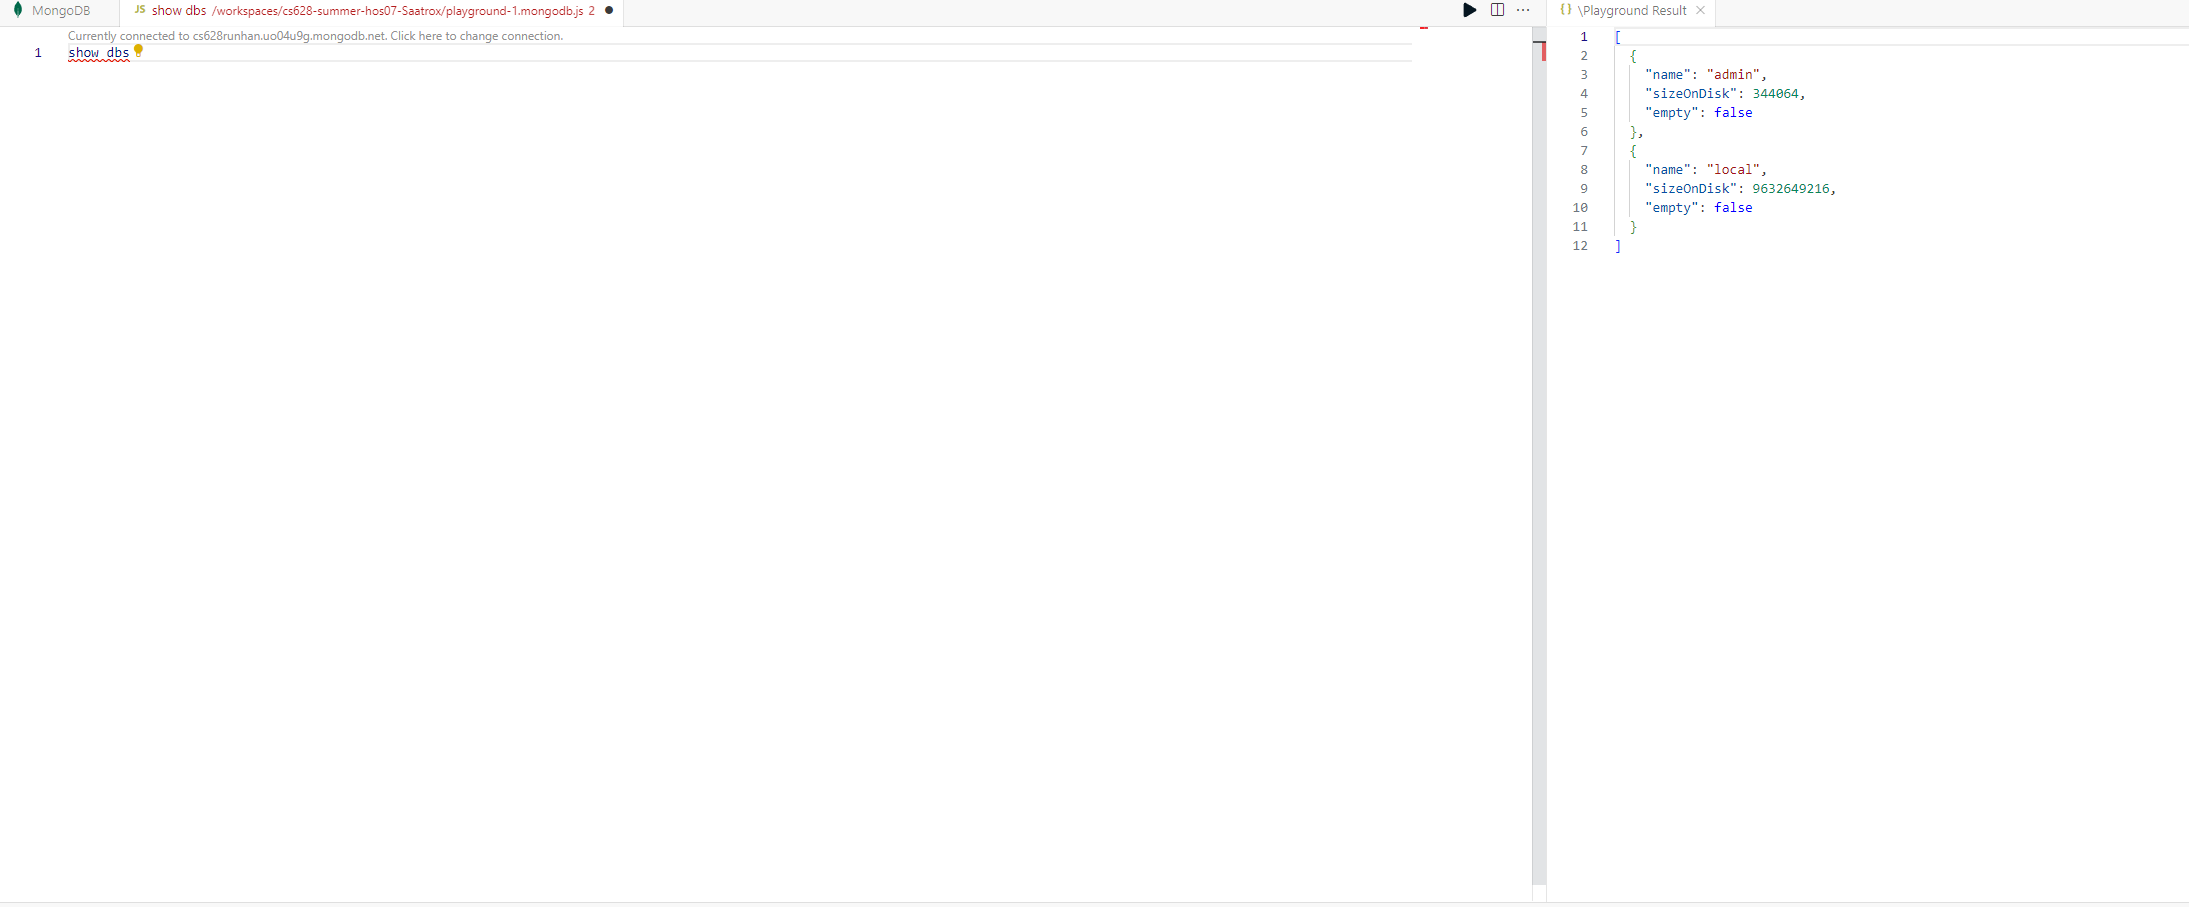 MongoDB
JS show dbs /workspaces/cs628-summer-hos07-Saatrox/playground-1.mongodb.js 2
Currently connected to cs628runhan.uo04u9g.mongodb.net. Click here to change connection.
1 show dbs
{} \Playground Result
1 [
2 {
3 "name": "admin",
4 "sizeOnDisk": 344064,
5 "empty": false
6 },
7 {
8 "name": "local",
9 "sizeOnDisk": 9632649216,
10 "empty": false
11 }
12 ]